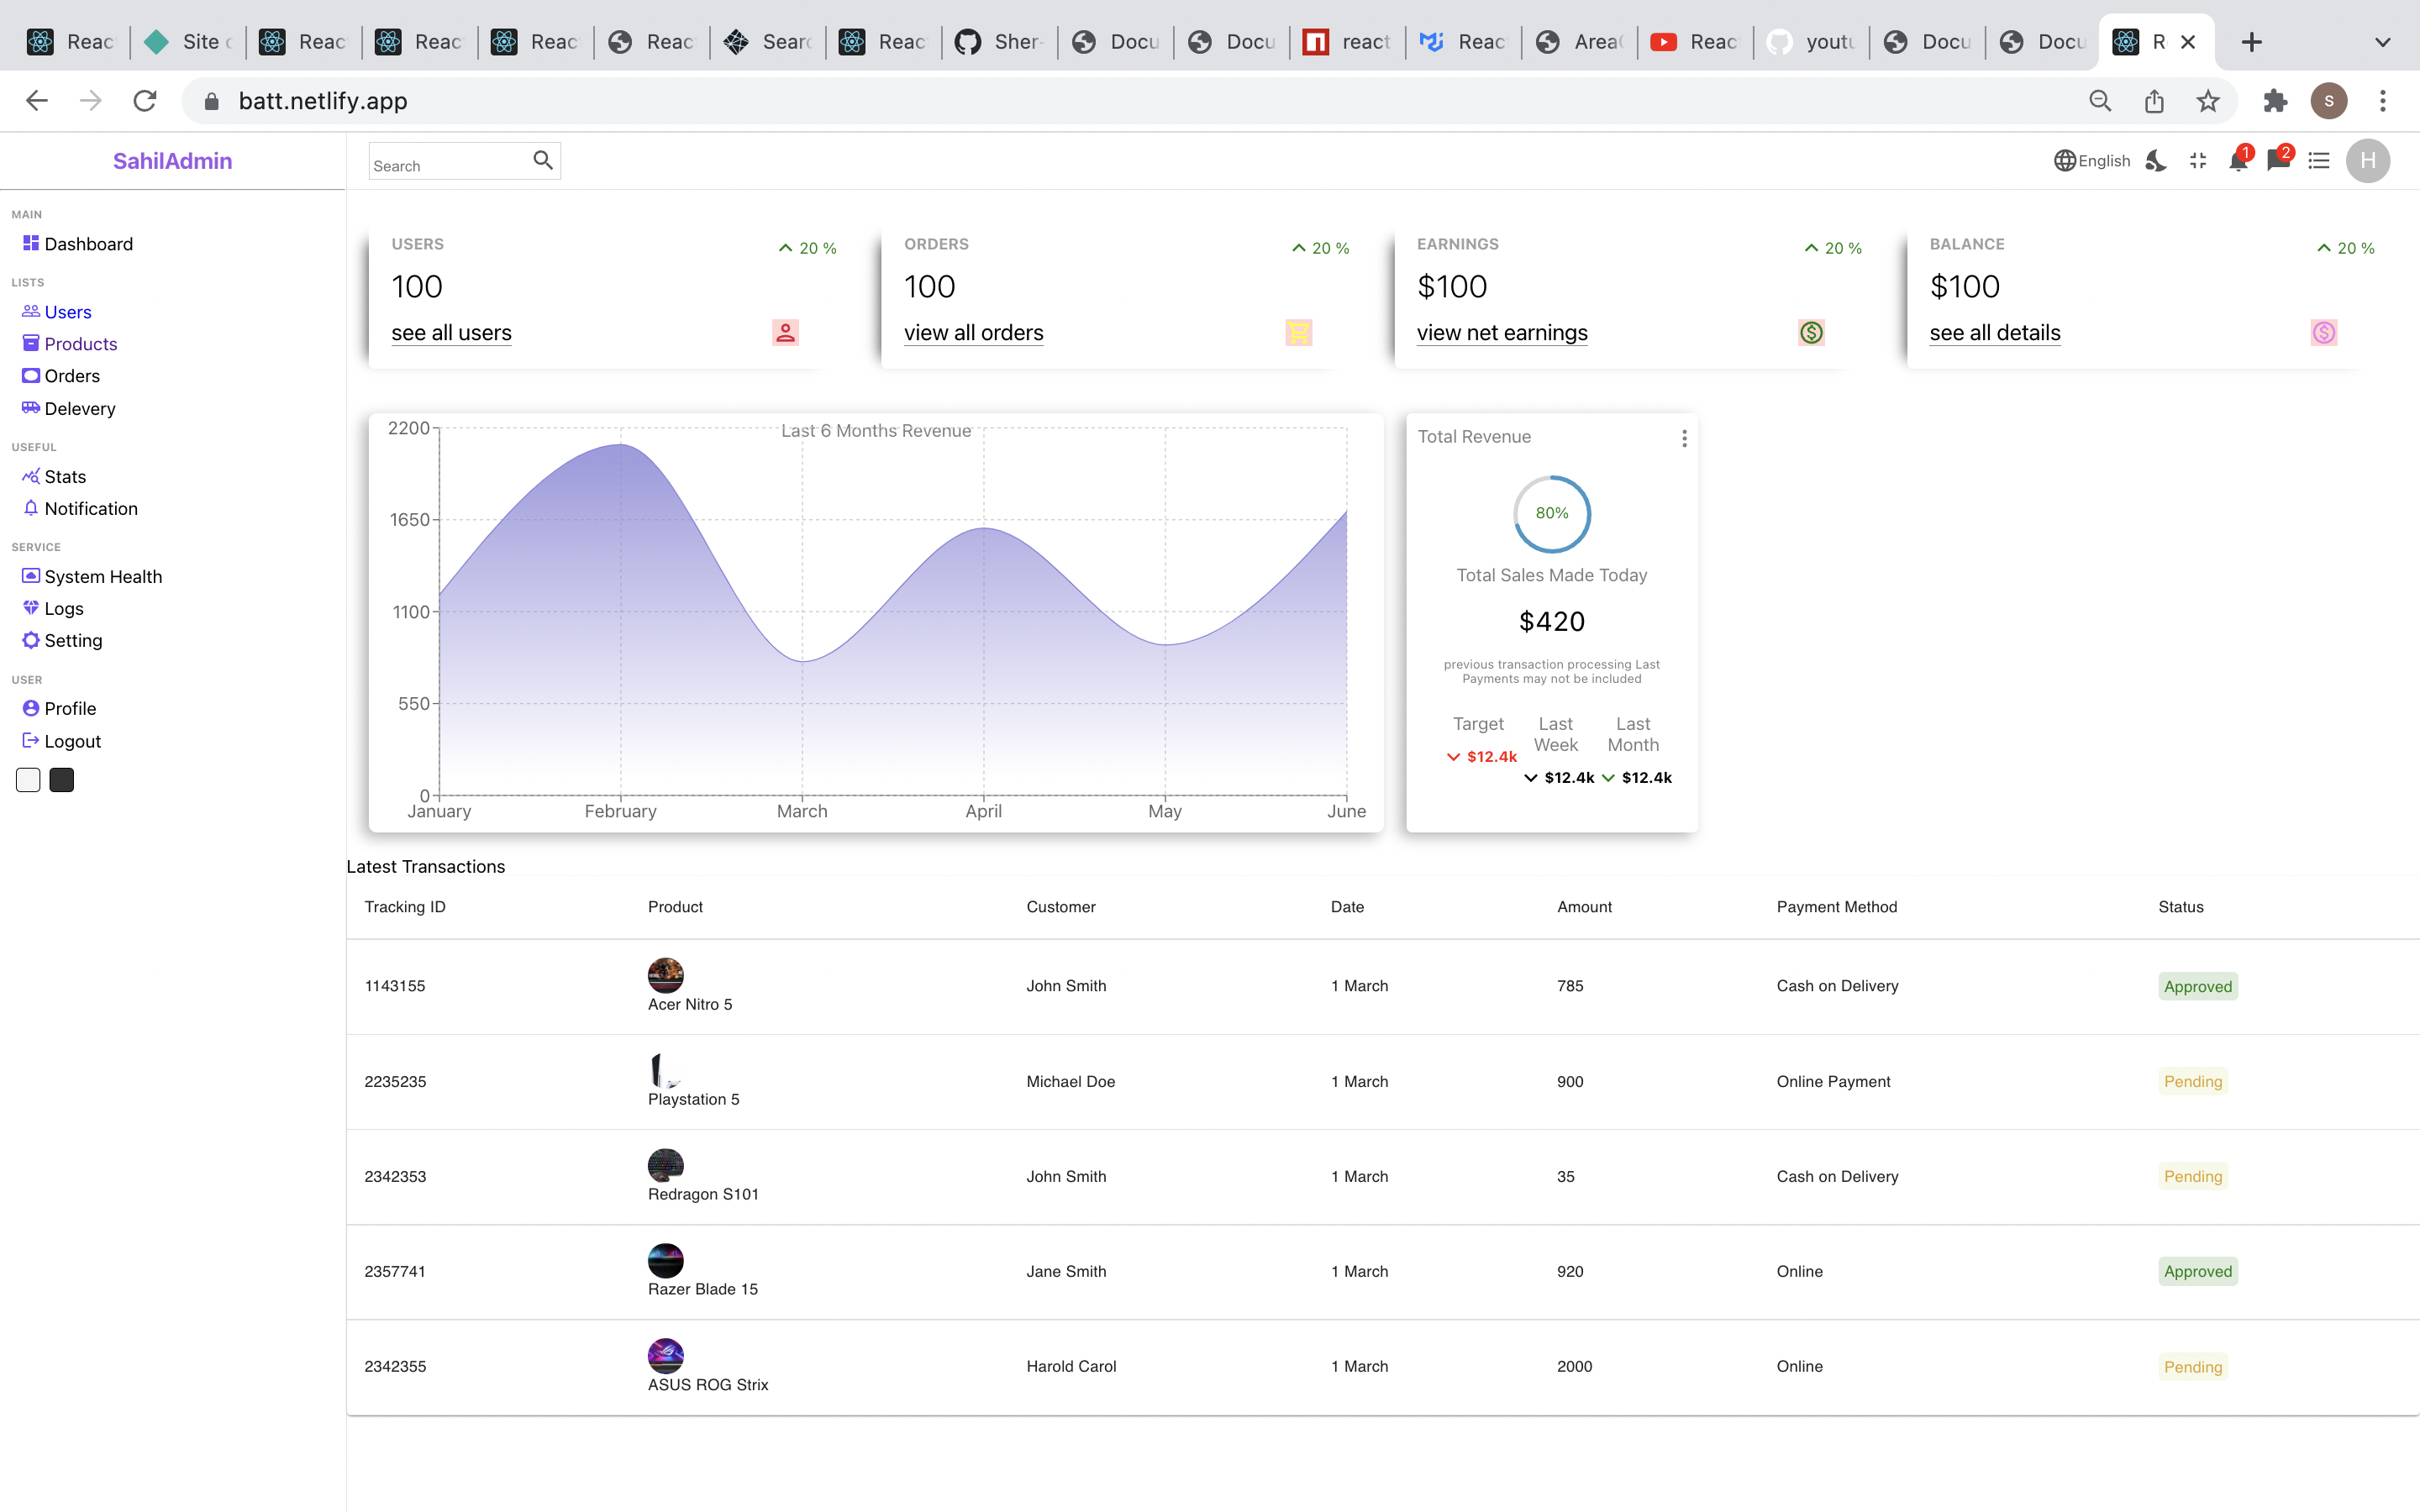 Reac
Site
Reac
Reac
Reac
Reac
Searc
Reac
Sher-
Docu
Docu
react
Reac
Area
Reac
youtu
Docu
Docu
R
batt.netlify.app
S
SahilAdmin
Search
English
1
2
H
MAIN
Dashboard
LISTS
Users
Products
Orders
Delevery
USEFUL
Stats
Notification
SERVICE
System Health
Logs
Setting
USER
Profile
Logout
USERS
20 %
100
see all users
ORDERS
20 %
100
view all orders
EARNINGS
20 %
$100
view net earnings
BALANCE
20 %
$100
see all details
Last 6 Months Revenue
2200
1650
1100
550
0
January February March April May June
Total Revenue
80%
Total Sales Made Today
$420
previous transaction processing Last
Payments may not be included
Target
$12.4k
Last
Week
$12.4k
Last
Month
$12.4k
Latest Transactions
Tracking ID Product Customer Date Amount Payment Method Status
1143155 Acer Nitro 5 John Smith 1 March 785 Cash on Delivery Approved
2235235 Playstation 5 Michael Doe 1 March 900 Online Payment Pending
2342353 Redragon S101 John Smith 1 March 35 Cash on Delivery Pending
2357741 Razer Blade 15 Jane Smith 1 March 920 Online Approved
2342355 ASUS ROG Strix Harold Carol 1 March 2000 Online Pending